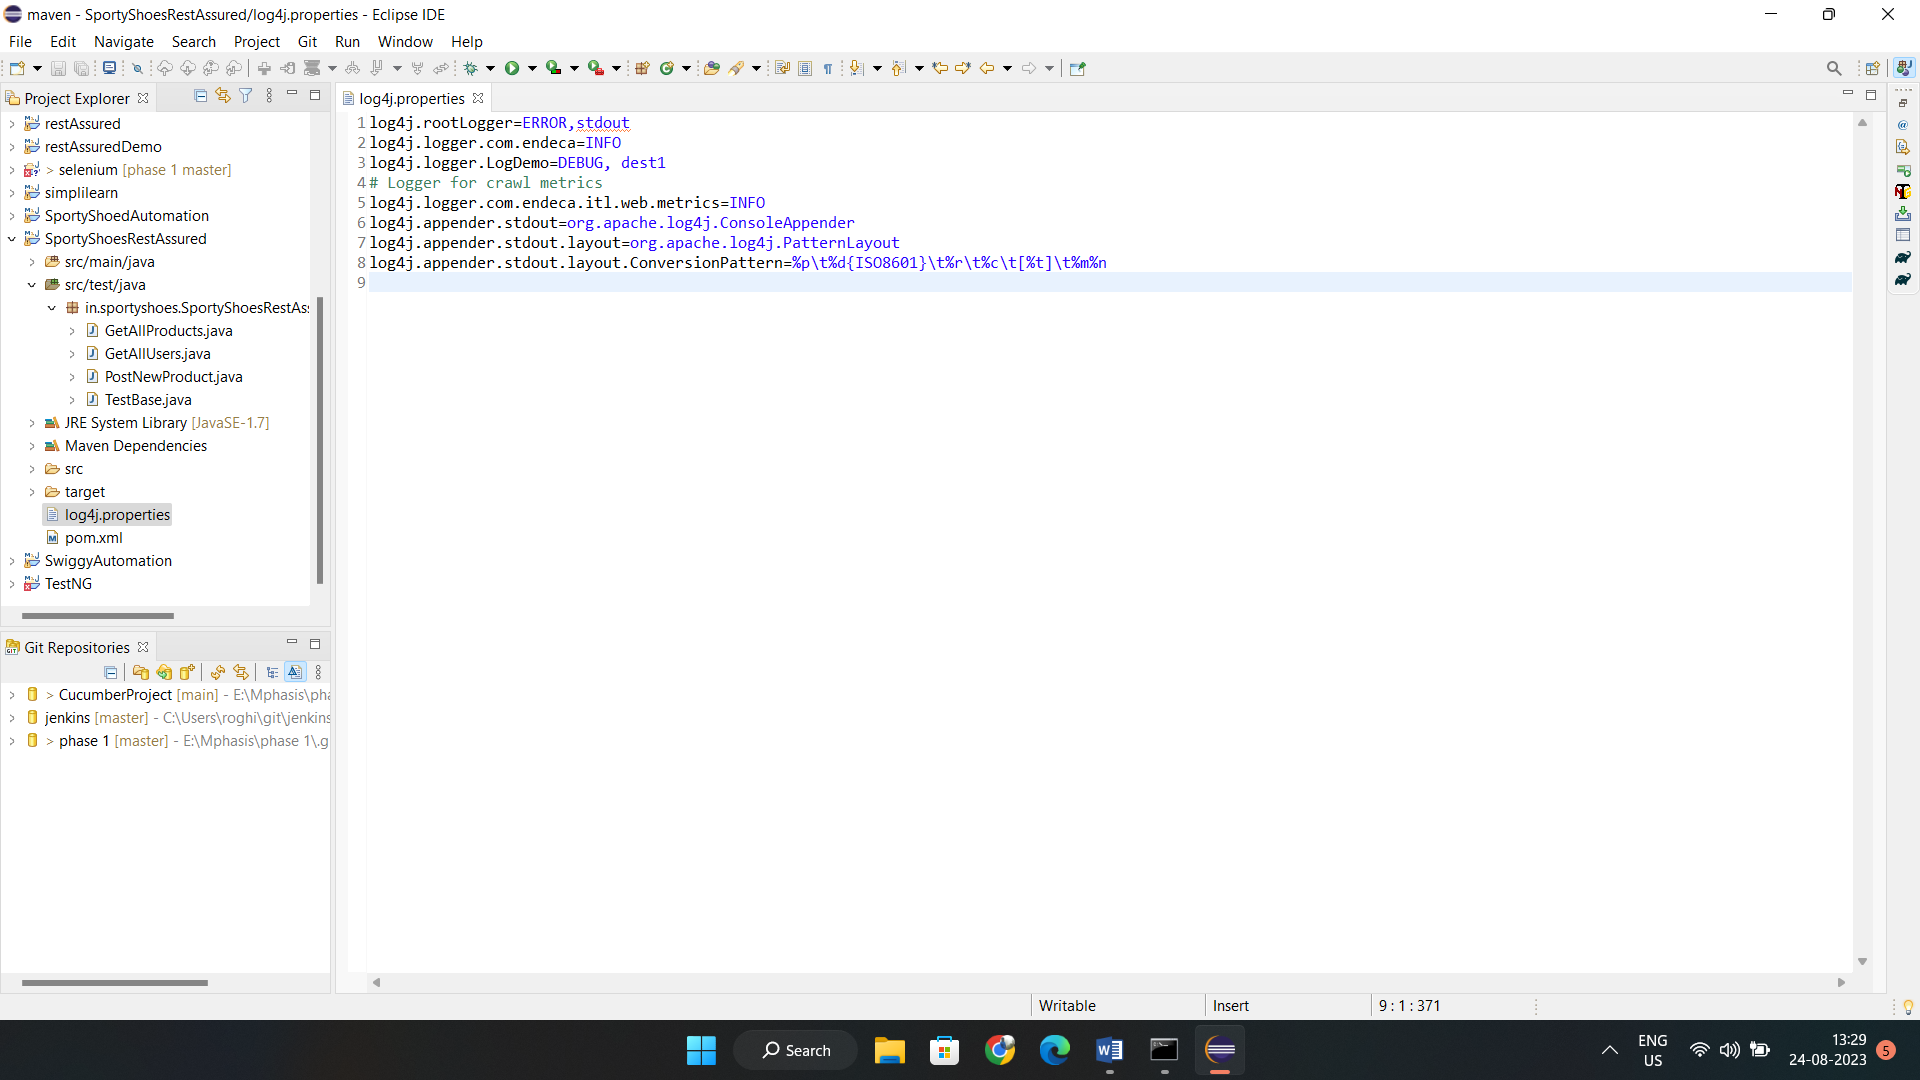 maven - SportyShoesRestAssured/log4j.properties - Eclipse IDE
File Edit Navigate Search Project Git Run Window Help
Project Explorer
restAssured
restAssuredDemo
> selenium [phase 1 master]
simplilearn
SportyShoedAutomation
SportyShoesRestAssured
src/main/java
src/test/java
in.sportyshoes.SportyShoesRestAs
GetAllProducts.java
GetAllUsers.java
PostNewProduct.java
TestBase.java
JRE System Library [JavaSE-1.7]
Maven Dependencies
src
target
log4j.properties
pom.xml
SwiggyAutomation
TestNG
Git Repositories
> CucumberProject [main] - E:\Mphasis\pha
jenkins [master] - C:\Users\roghi\git\jenkins
> phase 1 [master] - E:\Mphasis\phase 1\.g
log4j.properties
1 log4j.rootLogger=ERROR,stdout
2 log4j.logger.com.endeca=INFO
3 log4j.logger.LogDemo=DEBUG, dest1
4 # Logger for crawl metrics
5 log4j.logger.com.endeca.itl.web.metrics=INFO
6 log4j.appender.stdout=org.apache.log4j.ConsoleAppender
7 log4j.appender.stdout.layout=org.apache.log4j.PatternLayout
8 log4j.appender.stdout.layout.ConversionPattern=%p\t%d{ISO8601}\t%r\t%c\t[%t]\t%m%n
9
Writable Insert 9 : 1 : 371
Search
ENG
US
13:29
24-08-2023
5